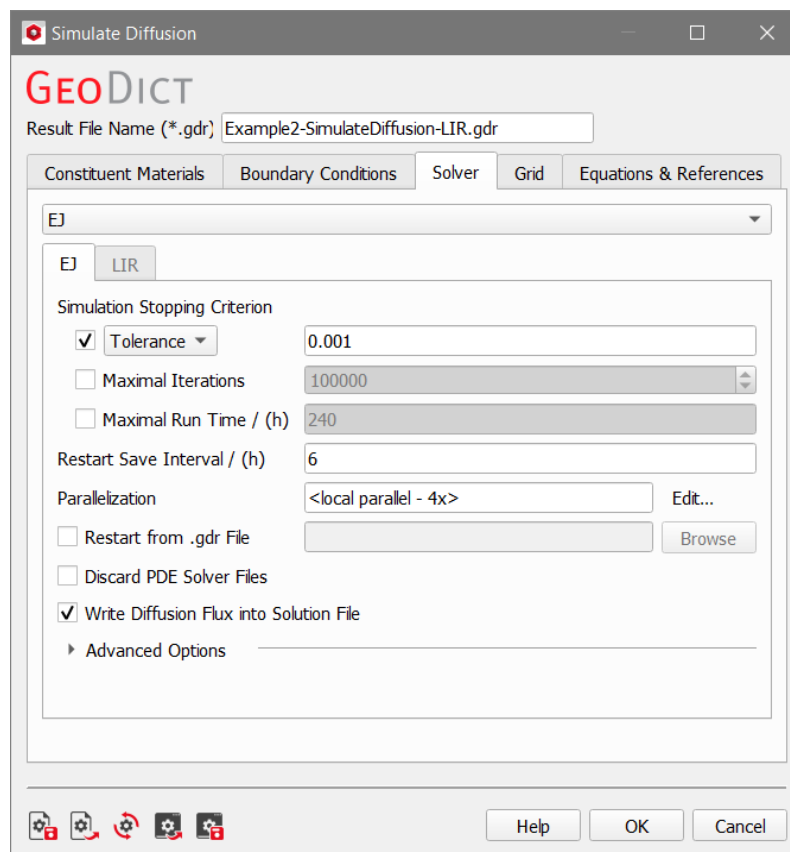 Simulate Diffusion
GEODICT
Result File Name (*.gdr) Example2-SimulateDiffusion-LIR.gdr
Constituent Materials Boundary Conditions Solver Grid Equations & References
EJ
EJ LIR
Simulation Stopping Criterion
Tolerance 0.001
Maximal Iterations 100000
Maximal Run Time / (h) 240
Restart Save Interval / (h) 6
Parallelization <local parallel - 4x> Edit...
Restart from .gdr File Browse
Discard PDE Solver Files
Write Diffusion Flux into Solution File
Advanced Options
Help OK Cancel